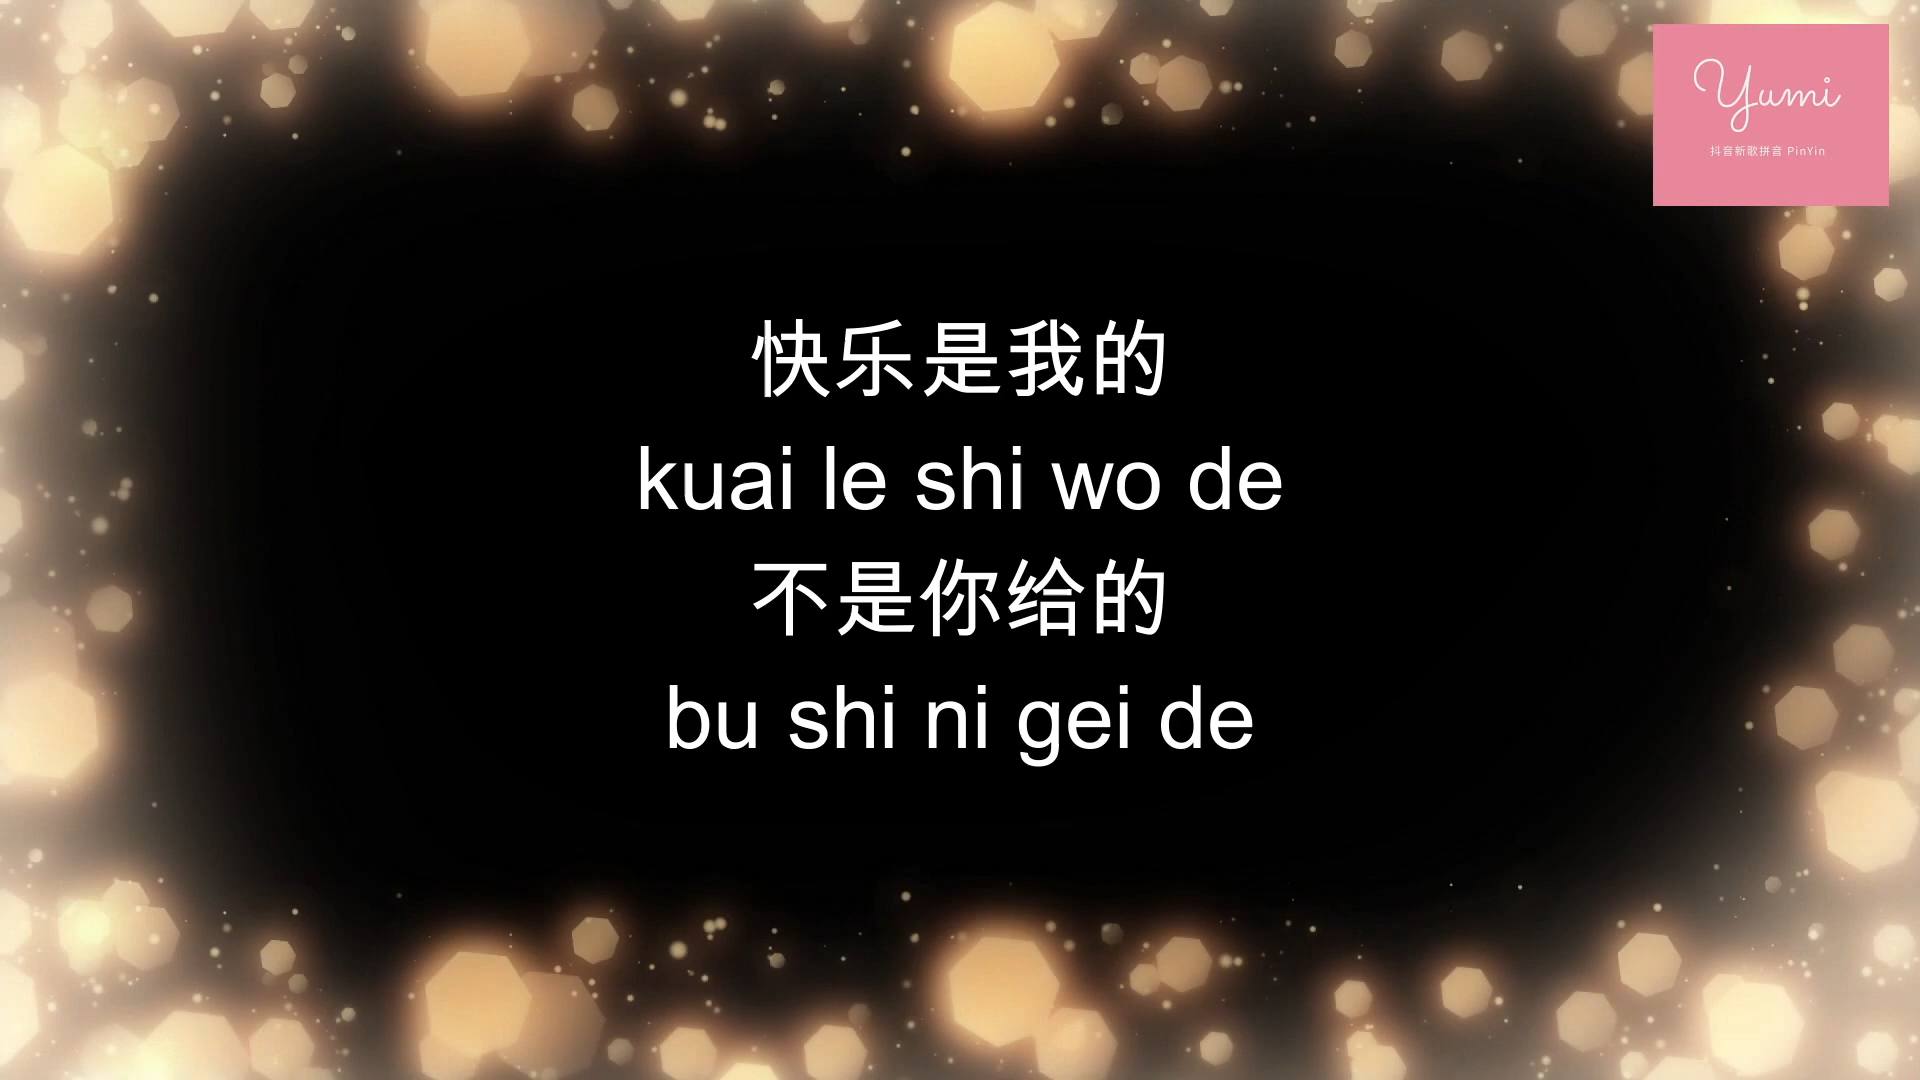 Yumi
抖音新歌拼音 PinYin
快乐是我的
kuai le shi wo de
不是你给的
bu shi ni gei de